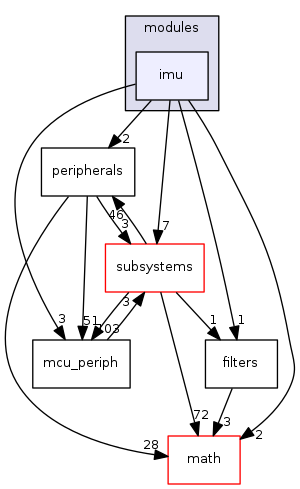 modules
imu
2
peripherals
46
3
7
subsystems
3
51
103
3
1
1
mcu_periph
filters
72
3
28
2
math